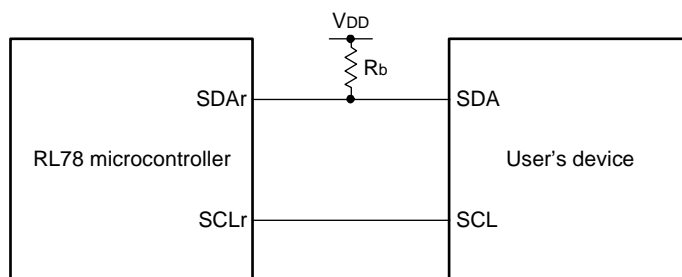 VDD
Rb
SDAr
SDA
RL78 microcontroller
User's device
SCLr
SCL